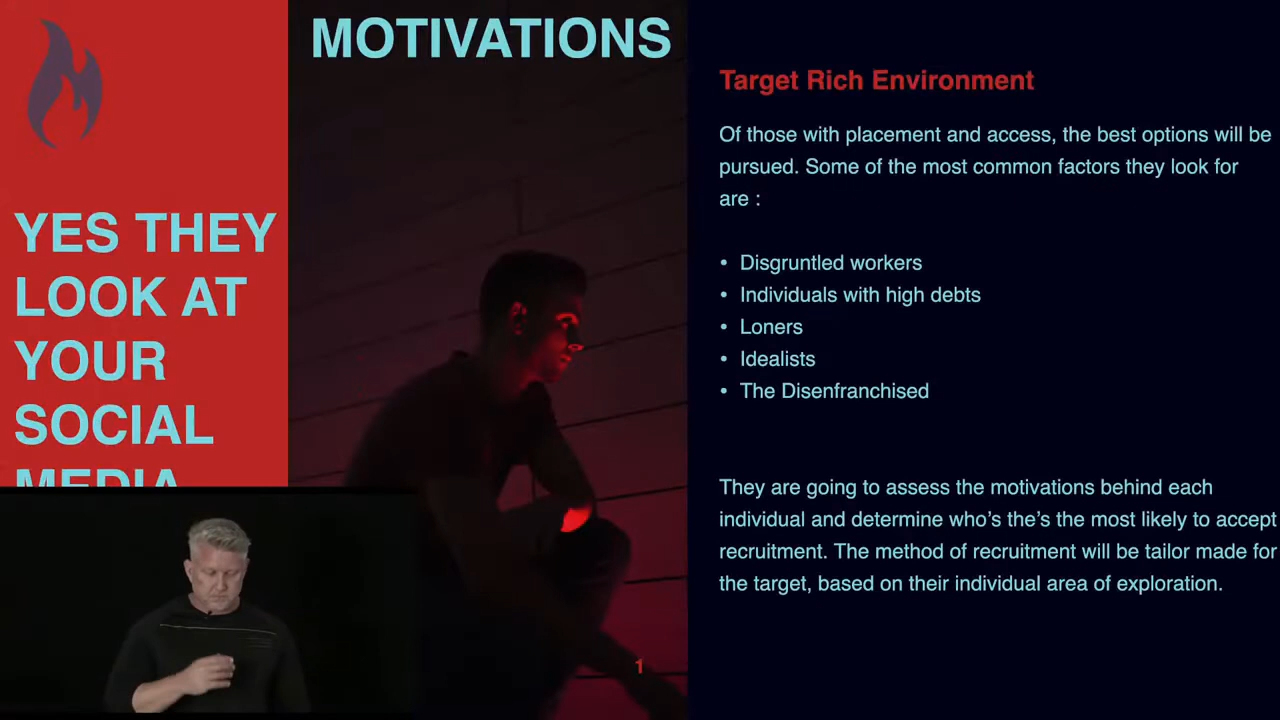 MOTIVATIONS
YES THEY
LOOK AT
YOUR
SOCIAL
MEDIA
Target Rich Environment
Of those with placement and access, the best options will be
pursued. Some of the most common factors they look for
are :
• Disgruntled workers
• Individuals with high debts
• Loners
• Idealists
• The Disenfranchised
They are going to assess the motivations behind each
individual and determine who's the's the most likely to accept
recruitment. The method of recruitment will be tailor made for
the target, based on their individual area of exploration.
1